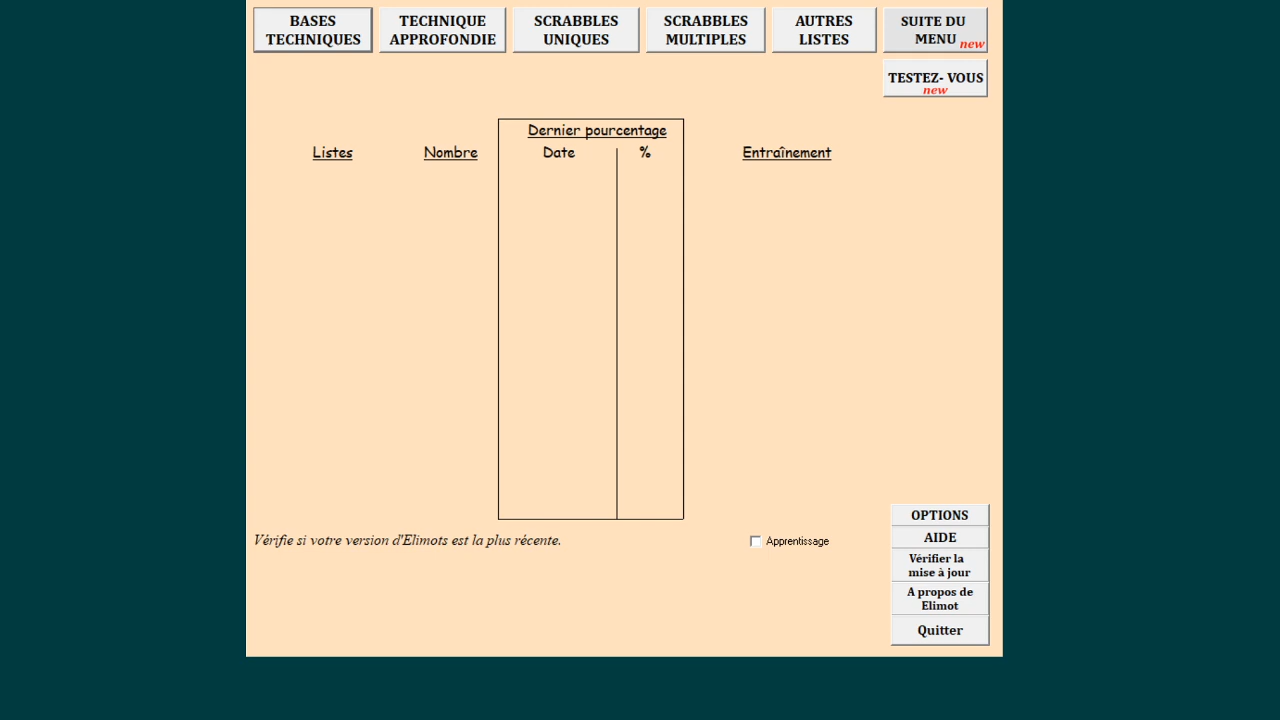 BASES
TECHNIQUES
TECHNIQUE
APPROFONDIE
SCRABBLES
UNIQUES
SCRABBLES
MULTIPLES
AUTRES
LISTES
SUITE DU
MENU new
TESTEZ- VOUS
new
Dernier pourcentage
Listes Nombre Date % Entraînement
Vérifie si votre version d'Elimots est la plus récente.
Apprentissage
OPTIONS
AIDE
Vérifier la
mise à jour
A propos de
Elimot
Quitter